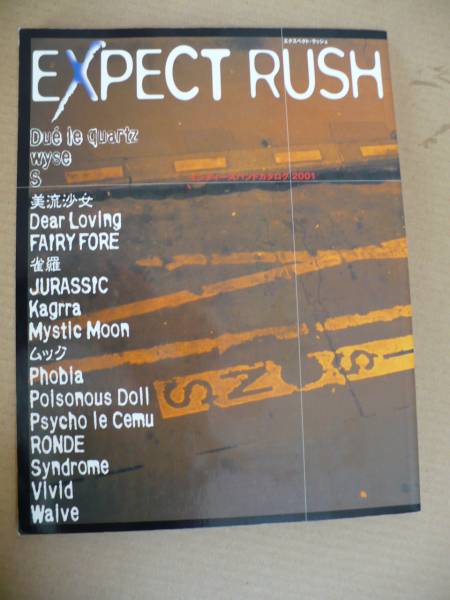 エクスペクト・ラッシュ
EXPECT RUSH
Dué le quartz
wyse
S
インディーズバンドカタログ 2001
美流沙女
Dear Loving
FAIRY FORE
雀羅
JURASSIC
Kagrra
Mystic Moon
ムック
Phobia
Poisonous Doll
Psycho le Cemu
RONDE
Syndrome
Vivid
Waive